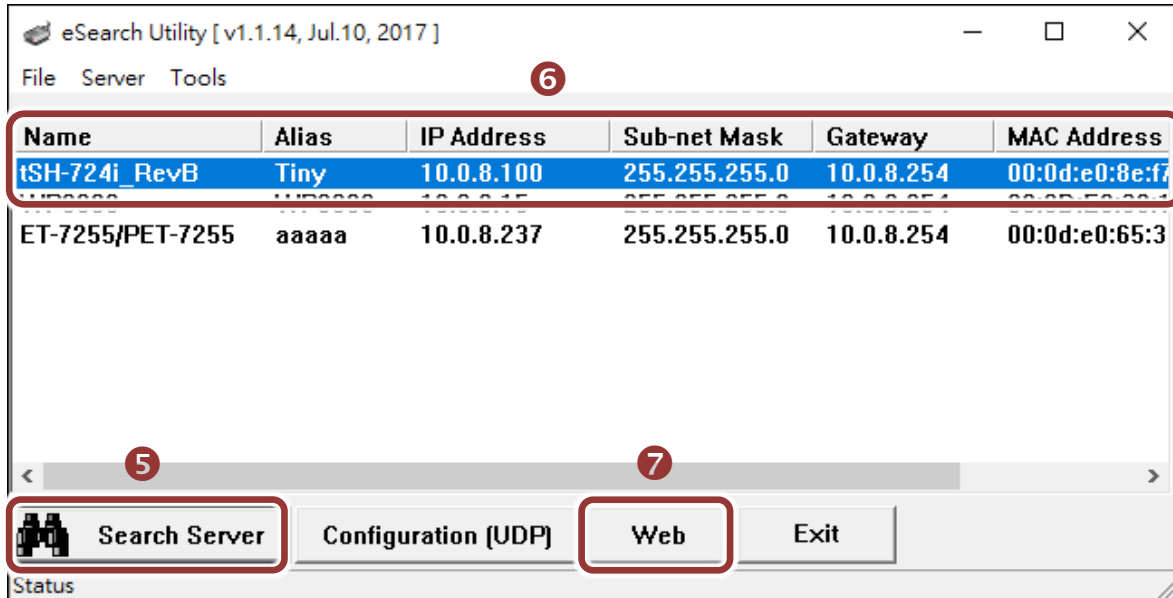 eSearch Utility [ v1.1.14, Jul.10, 2017 ]
File Server Tools
6
Name Alias IP Address Sub-net Mask Gateway MAC Address
tSH-724i_RevB Tiny 10.0.8.100 255.255.255.0 10.0.8.254 00:0d:e0:8e:f7
ET-7255/PET-7255 aaaaa 10.0.8.237 255.255.255.0 10.0.8.254 00:0d:e0:65:3
5 7
Search Server Configuration (UDP) Web Exit
Status